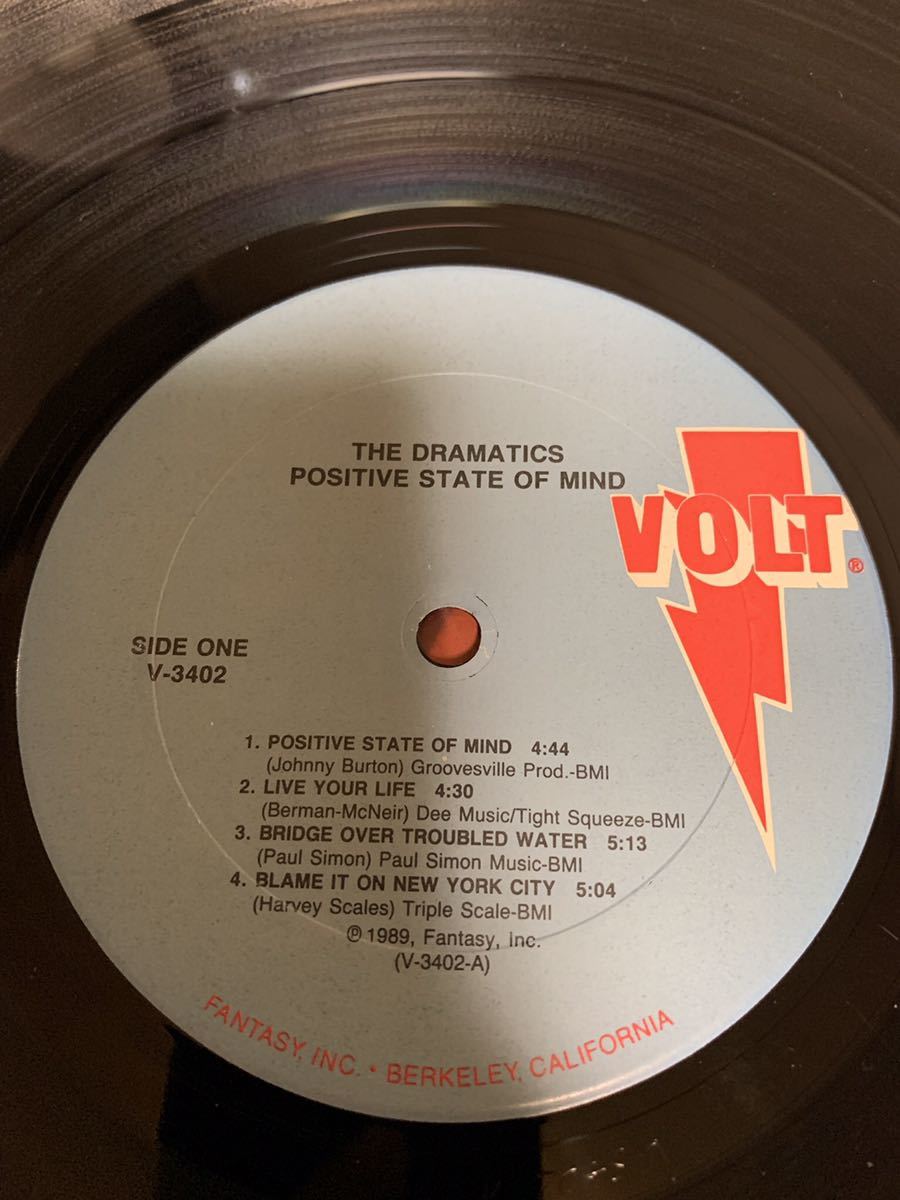 THE DRAMATICS
POSITIVE STATE OF MIND
VOLT®
SIDE ONE
V-3402
1. POSITIVE STATE OF MIND 4:44
(Johnny Burton) Groovesville Prod.-BMI
2. LIVE YOUR LIFE 4:30
(Berman-McNeir) Dee Music/Tight Squeeze-BMI
3. BRIDGE OVER TROUBLED WATER 5:13
(Paul Simon) Paul Simon Music-BMI
4. BLAME IT ON NEW YORK CITY 5:04
(Harvey Scales) Triple Scale-BMI
℗ 1989, Fantasy, Inc.
(V-3402-A)
FANTASY, INC. • BERKELEY, CALIFORNIA